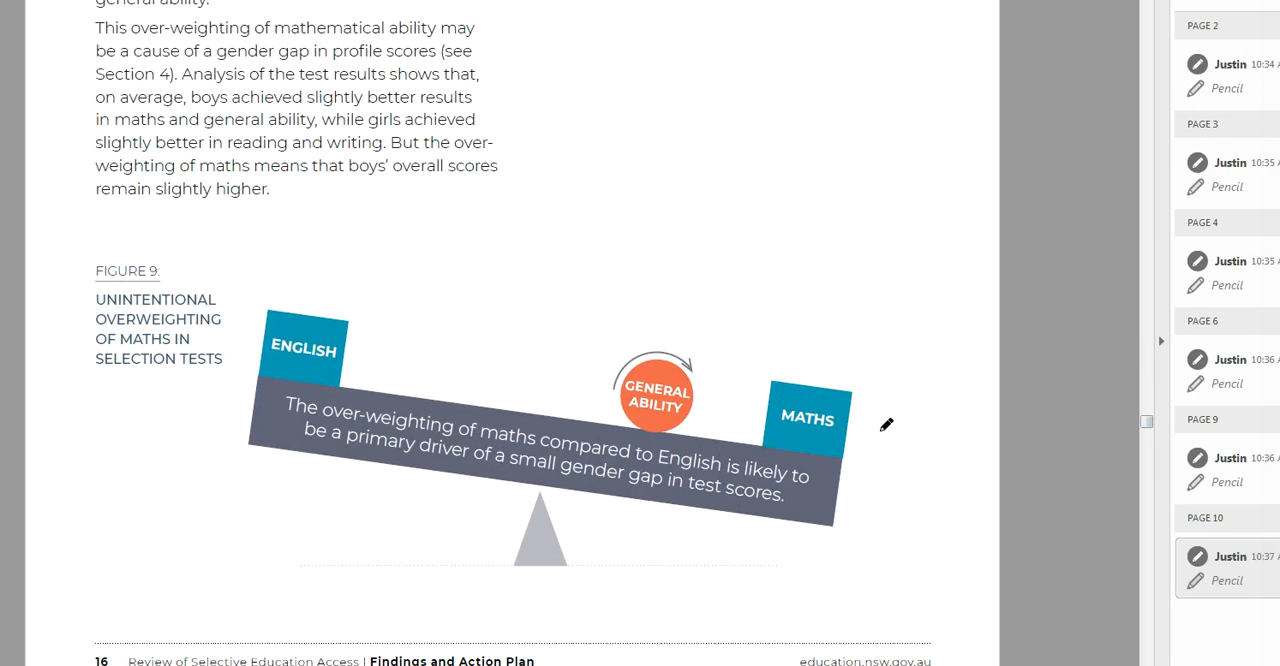 general ability.
This over-weighting of mathematical ability may
be a cause of a gender gap in profile scores (see
Section 4). Analysis of the test results shows that,
on average, boys achieved slightly better results
in maths and general ability, while girls achieved
slightly better in reading and writing. But the over-
weighting of maths means that boys' overall scores
remain slightly higher.
FIGURE 9:
UNINTENTIONAL
OVERWEIGHTING
OF MATHS IN
SELECTION TESTS
ENGLISH
GENERAL
ABILITY
MATHS
The over-weighting of maths compared to English is likely to
be a primary driver of a small gender gap in test scores.
16 Review of Selective Education Access | Findings and Action Plan
education.nsw.gov.au
PAGE 2
Justin 10:34 A
Pencil
PAGE 3
Justin 10:35 A
Pencil
PAGE 4
Justin 10:35 A
Pencil
PAGE 6
Justin 10:36 A
Pencil
PAGE 9
Justin 10:36 A
Pencil
PAGE 10
Justin 10:37 A
Pencil